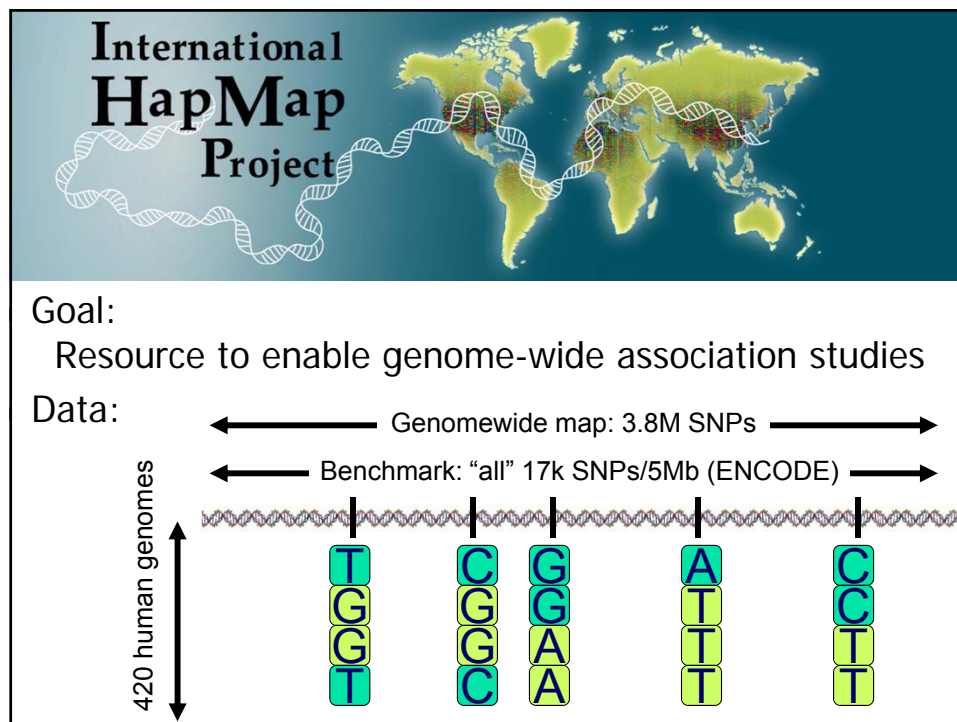 International
HapMap
Project
Goal:
Resource to enable genome-wide association studies
Data:
Genomewide map: 3.8M SNPs
Benchmark: “all” 17k SNPs/5Mb (ENCODE)
420 human genomes
T C G A C
G G G T C
G G A T T
T C A T T